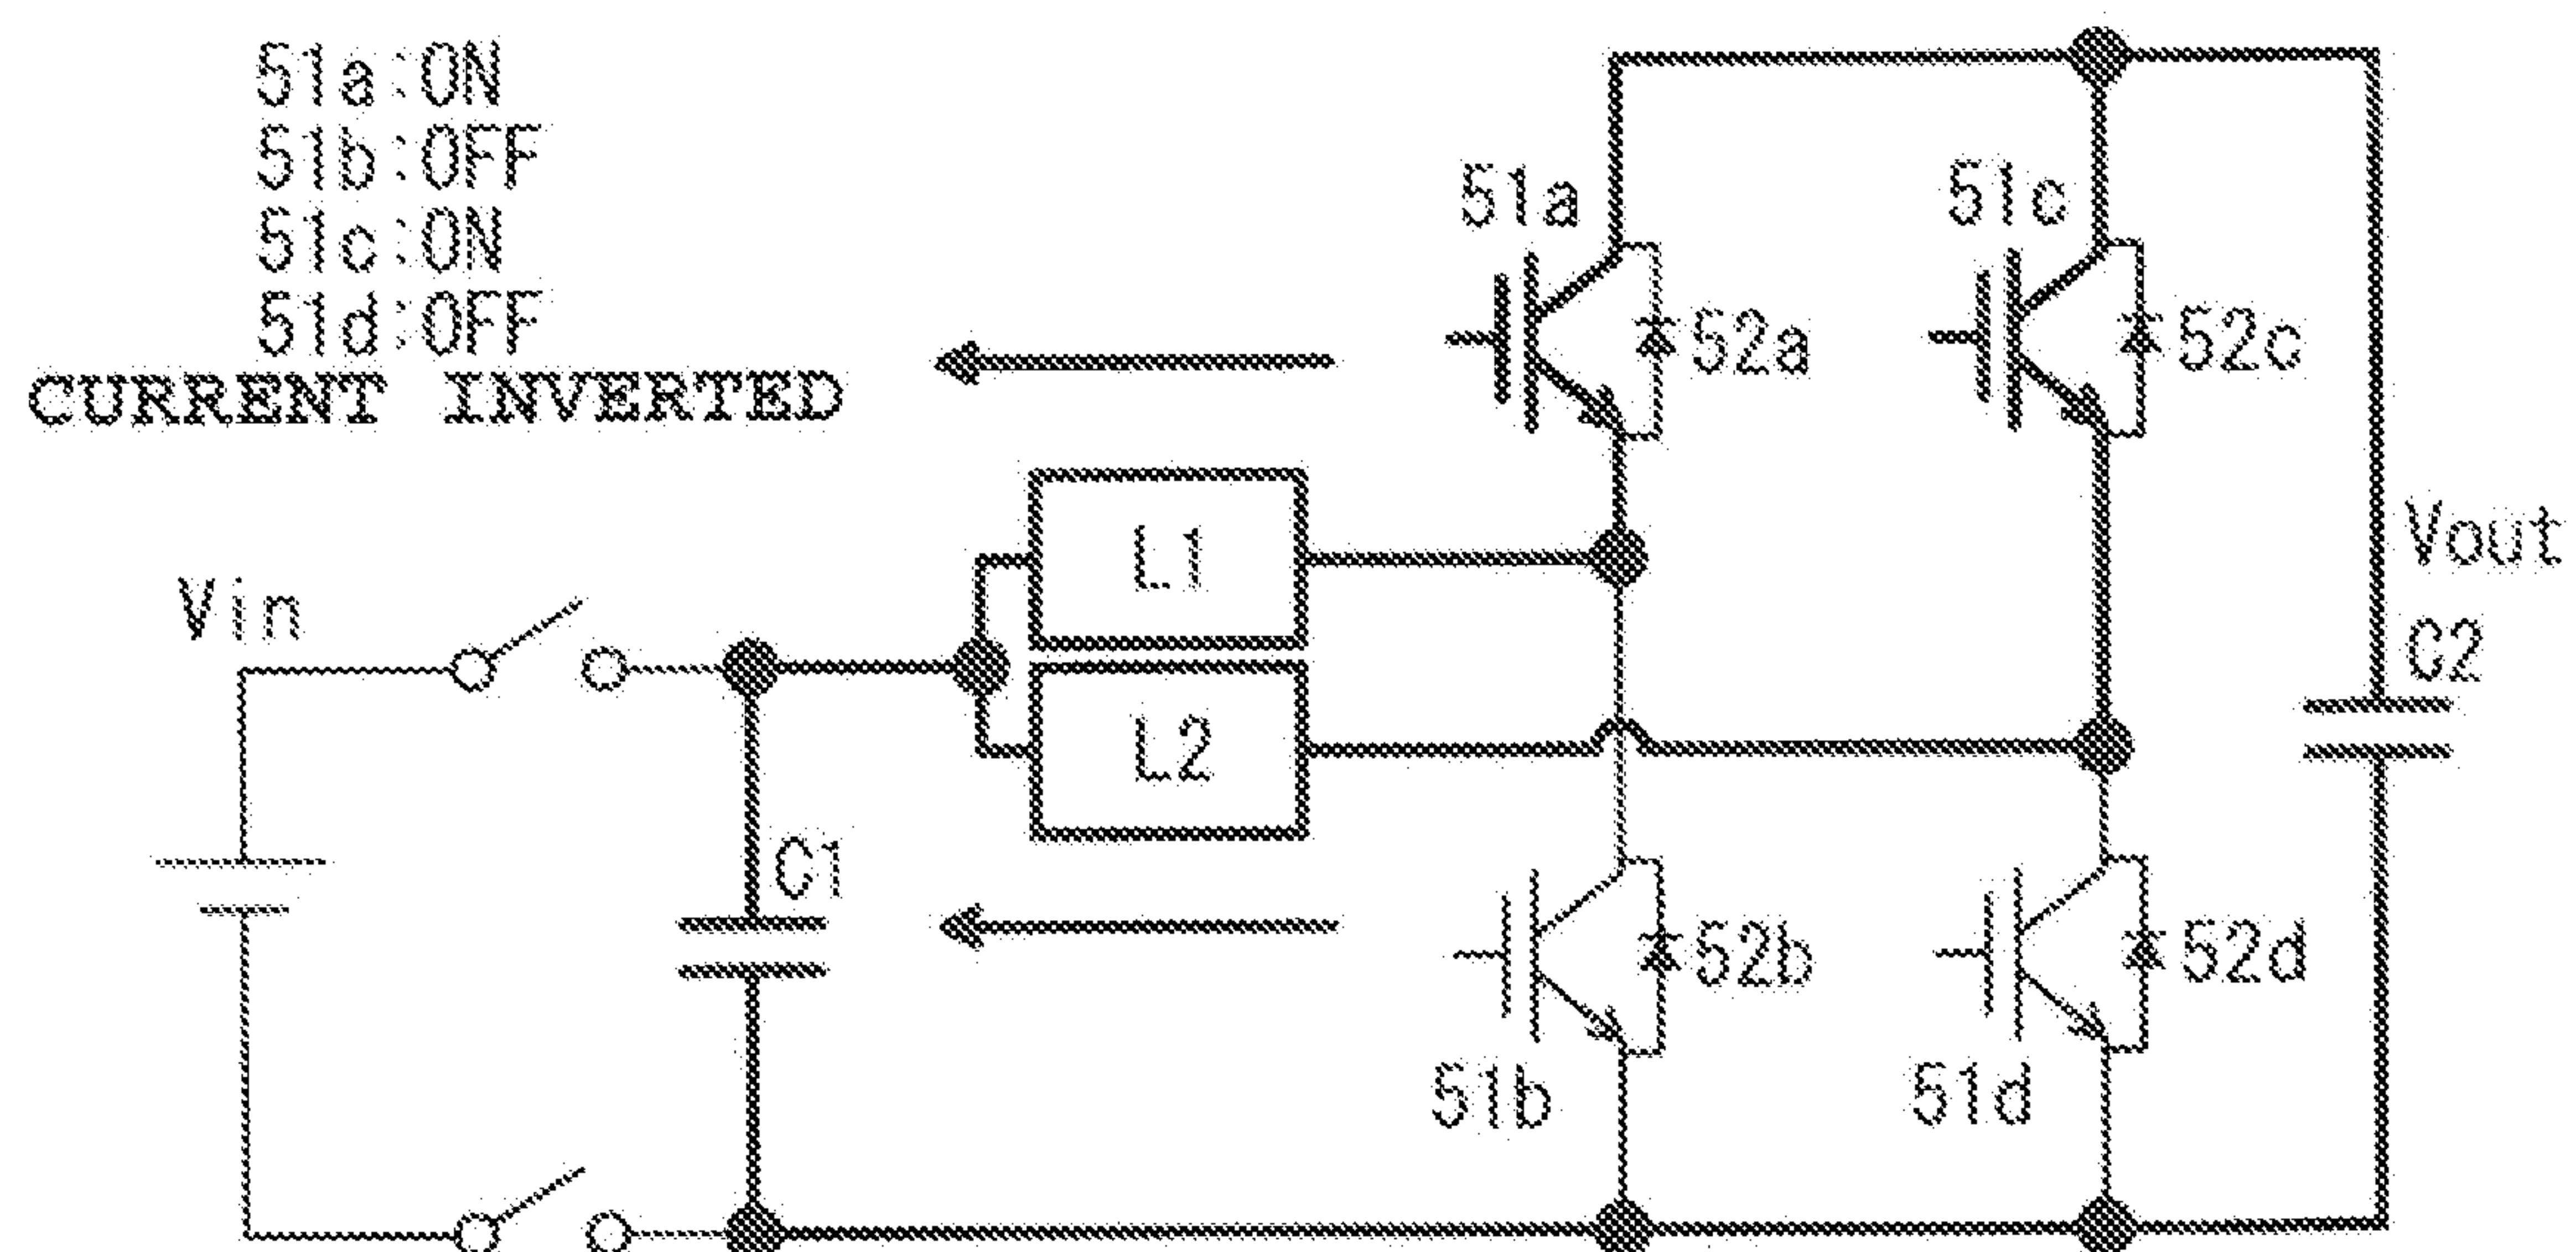 51a:ON
51b:OFF
51c:ON
51d:OFF
CURRENT INVERTED
51a
51c
52a
52c
L1
Vout
Vin
C2
L2
C1
52b
52d
51b
51d